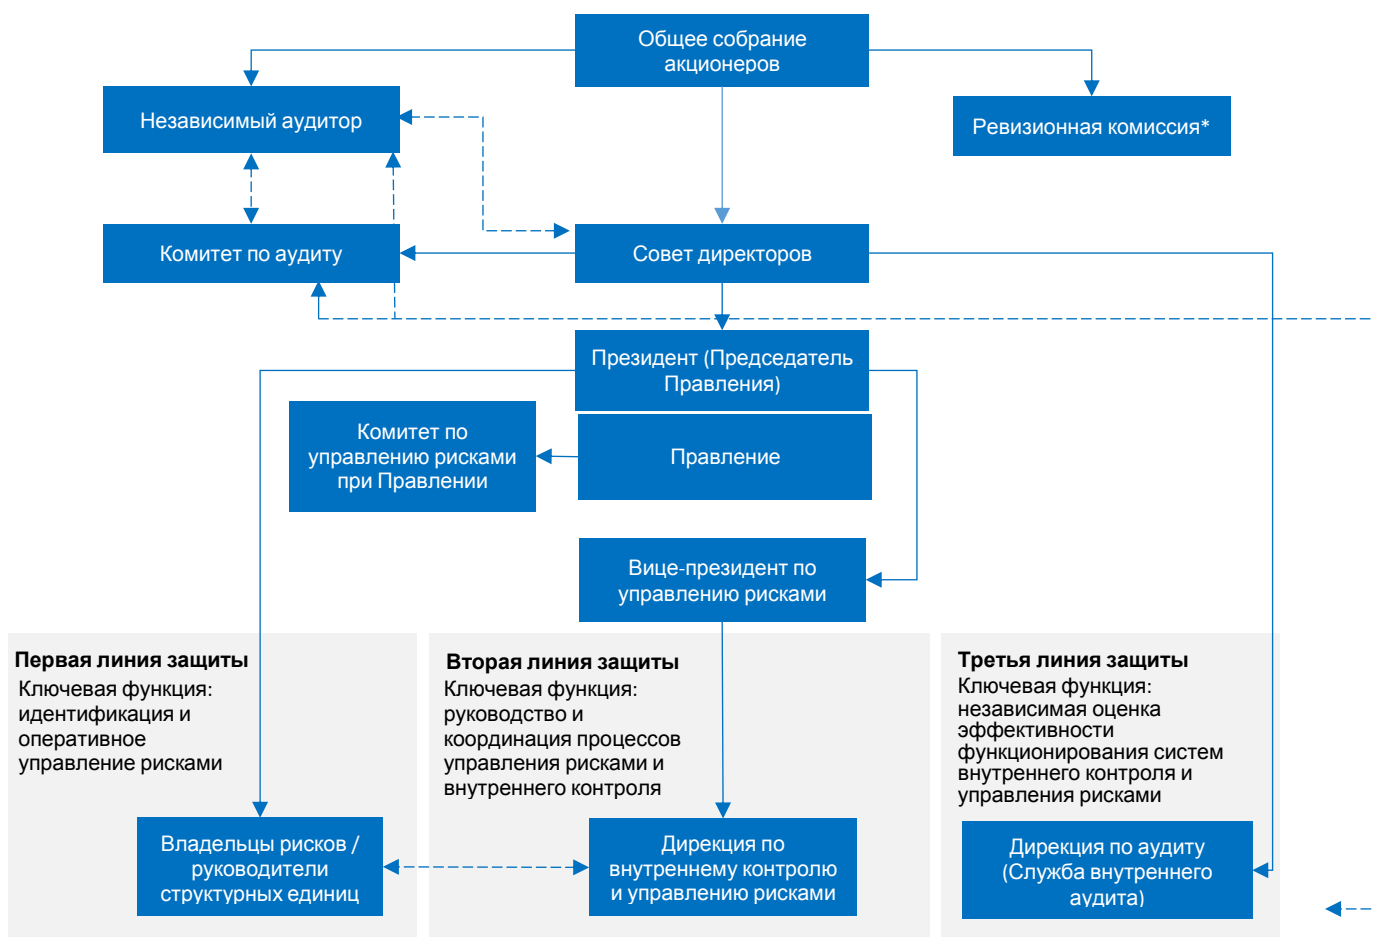 Общее собрание
акционеров
Независимый аудитор
Ревизионная комиссия*
Комитет по аудиту
Совет директоров
Президент (Председатель
Правления)
Комитет по
управлению рисками
при Правлении
Правление
Вице-президент по
управлению рисками
Первая линия защиты
Ключевая функция:
идентификация и
оперативное
управление рисками
Вторая линия защиты
Ключевая функция:
руководство и
координация процессов
управления рисками и
внутреннего контроля
Третья линия защиты
Ключевая функция:
независимая оценка
эффективности
функционирования систем
внутреннего контроля и
управления рисками
Владельцы рисков /
руководители
структурных единиц
Дирекция по
внутреннему контролю
и управлению рисками
Дирекция по аудиту
(Служба внутреннего
аудита)